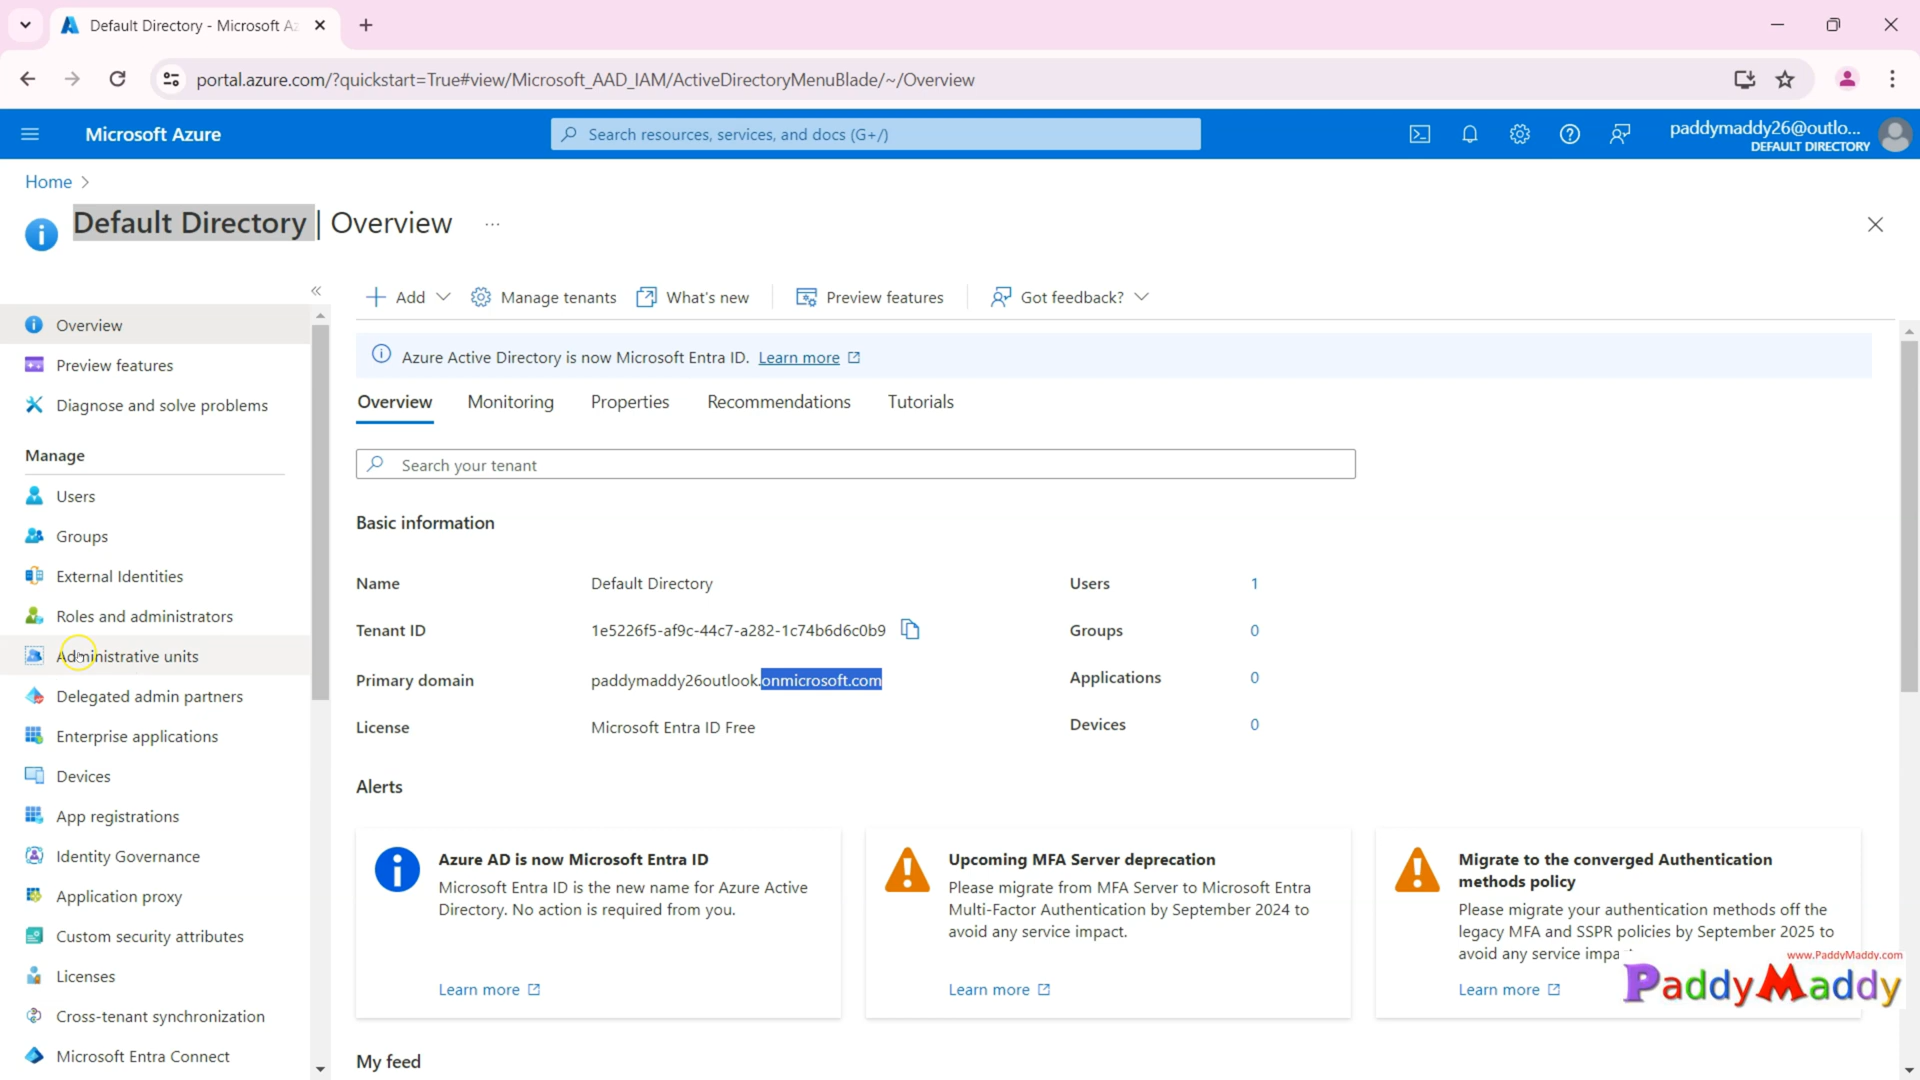 Default Directory - Microsoft Az
portal.azure.com/?quickstart=True#view/Microsoft_AAD_IAM/ActiveDirectoryMenuBlade/~/Overview
Microsoft Azure
Search resources, services, and docs (G+/)
paddymaddy26@outlo...
DEFAULT DIRECTORY
Home
Default Directory | Overview
...
Add
Manage tenants
What's new
Preview features
Got feedback?
Overview
Preview features
Diagnose and solve problems
Manage
Users
Groups
External Identities
Roles and administrators
Administrative units
Delegated admin partners
Enterprise applications
Devices
App registrations
Identity Governance
Application proxy
Custom security attributes
Licenses
Cross-tenant synchronization
Microsoft Entra Connect
Azure Active Directory is now Microsoft Entra ID. Learn more
Overview Monitoring Properties Recommendations Tutorials
Search your tenant
Basic information
Name Default Directory Users 1
Tenant ID 1e5226f5-af9c-44c7-a282-1c74b6d6c0b9 Groups 0
Primary domain paddymaddy26outlook.onmicrosoft.com Applications 0
License Microsoft Entra ID Free Devices 0
Alerts
Azure AD is now Microsoft Entra ID
Microsoft Entra ID is the new name for Azure Active
Directory. No action is required from you.
Learn more
Upcoming MFA Server deprecation
Please migrate from MFA Server to Microsoft Entra
Multi-Factor Authentication by September 2024 to
avoid any service impact.
Learn more
Migrate to the converged Authentication
methods policy
Please migrate your authentication methods off the
legacy MFA and SSPR policies by September 2025 to
avoid any service impa
Learn more
www.PaddyMaddy.com
PaddyMaddy
My feed